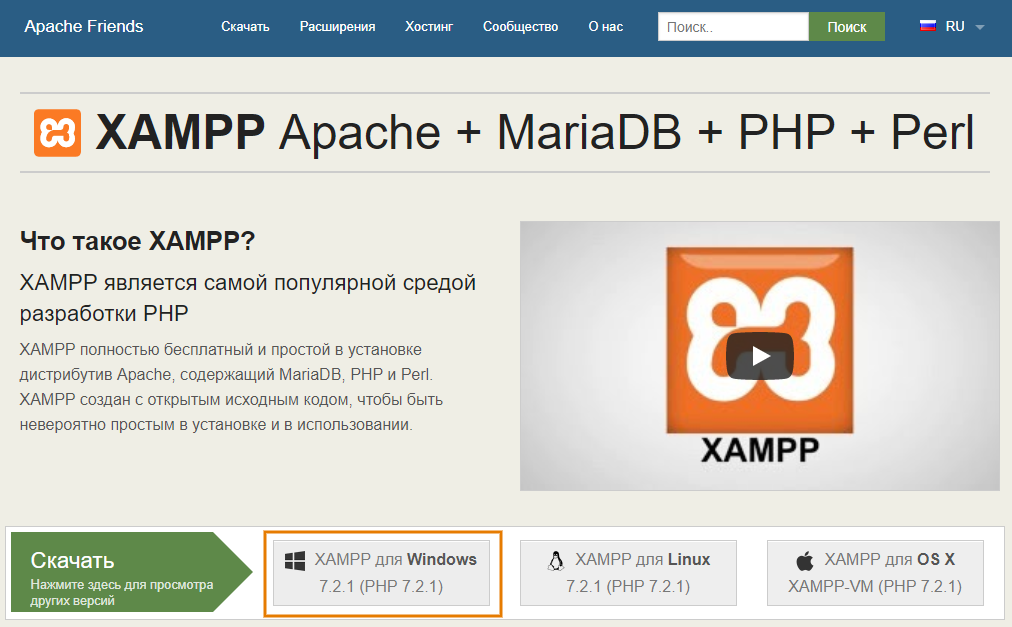 Apache Friends
Скачать
Расширения
Хостинг
Сообщество
О нас
Поиск..
Поиск
RU
XAMPP Apache + MariaDB + PHP + Perl
Что такое XAMPP?
XAMPP является самой популярной средой
разработки PHP
XAMPP полностью бесплатный и простой в установке
дистрибутив Apache, содержащий MariaDB, PHP и Perl.
XAMPP создан с открытым исходным кодом, чтобы быть
невероятно простым в установке и в использовании.
XAMPP
Скачать
Нажмите здесь для просмотра
других версий
XAMPP для Windows
7.2.1 (PHP 7.2.1)
XAMPP для Linux
7.2.1 (PHP 7.2.1)
XAMPP для OS X
XAMPP-VM (PHP 7.2.1)